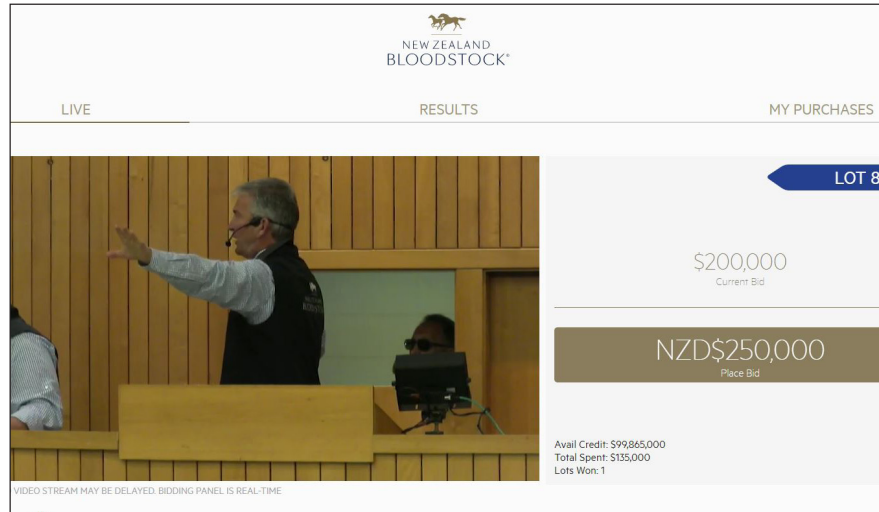 NEW ZEALAND
BLOODSTOCK®
LIVE
RESULTS
MY PURCHASES
LOT 8
$200,000
Current Bid
NZD$250,000
Place Bid
BLOODSTOCK
Avail Credit: $99,865,000
Total Spent: $135,000
Lots Won: 1
VIDEO STREAM MAY BE DELAYED. BIDDING PANEL IS REAL-TIME